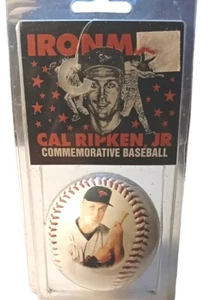 IRONMA
CAL RIPKEN, JR
COMMEMORATIVE BASEBALL